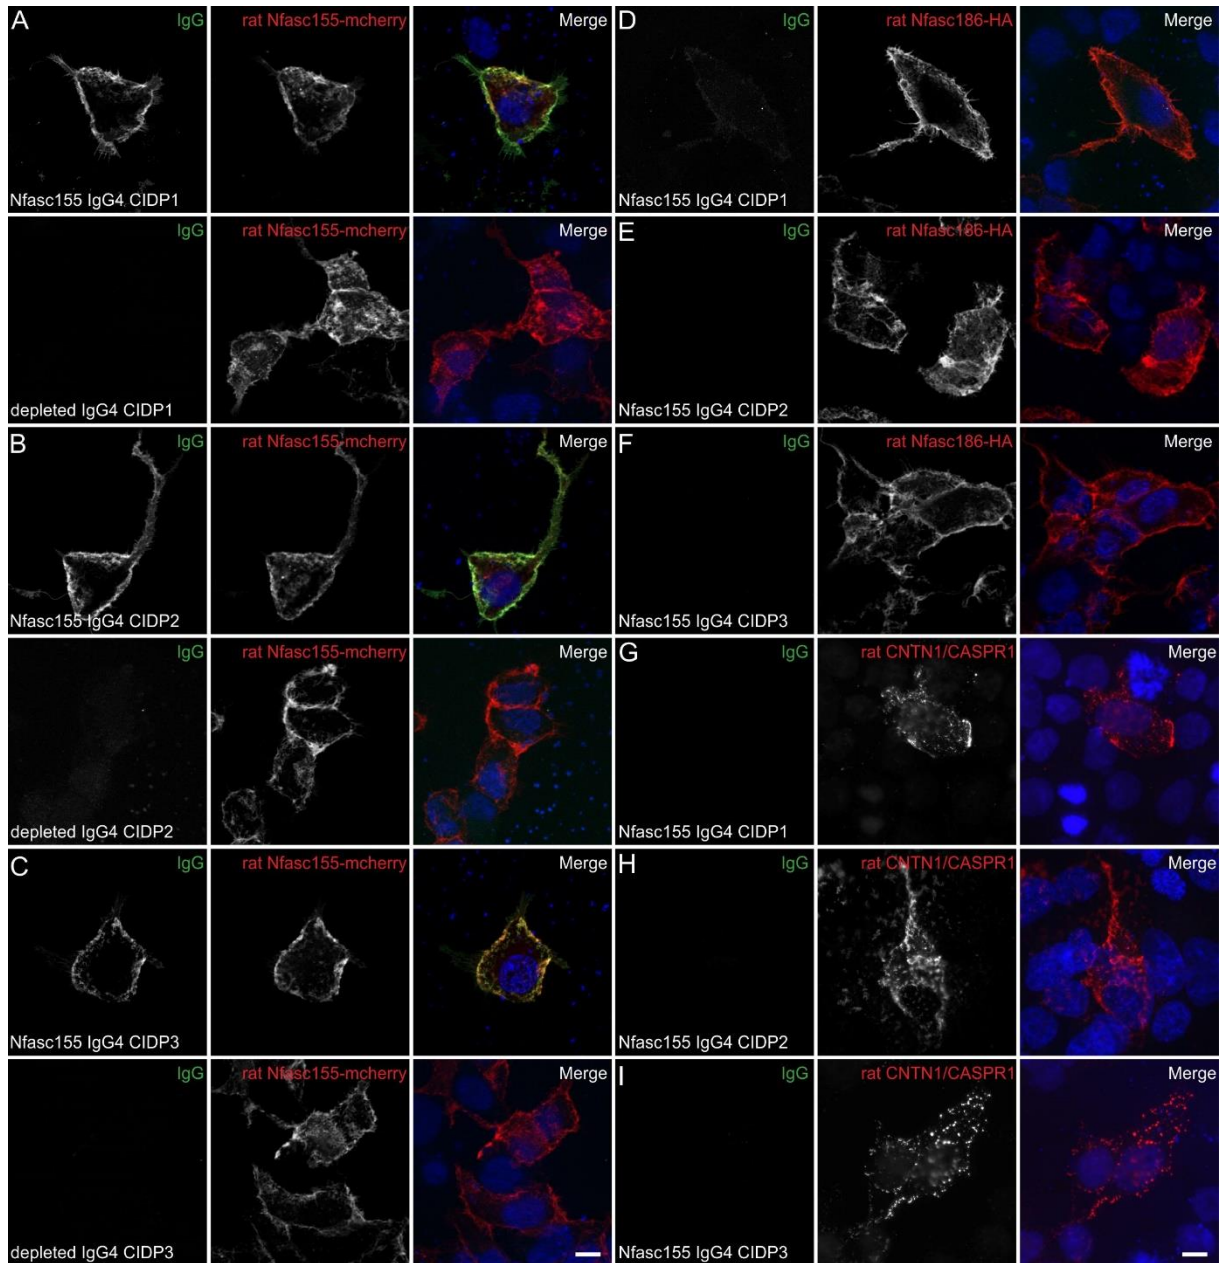 A IgG rat Nfasc155-mcherry Merge D IgG rat Nfasc186-HA Merge
Nfasc155 IgG4 CIDP1 Nfasc155 IgG4 CIDP1
IgG rat Nfasc155-mcherry Merge E IgG rat Nfasc186-HA Merge
depleted IgG4 CIDP1 Nfasc155 IgG4 CIDP2
B IgG rat Nfasc155-mcherry Merge F IgG rat Nfasc186-HA Merge
Nfasc155 IgG4 CIDP2 Nfasc155 IgG4 CIDP3
IgG rat Nfasc155-mcherry Merge G IgG rat CNTN1/CASPR1 Merge
depleted IgG4 CIDP2 Nfasc155 IgG4 CIDP1
C IgG rat Nfasc155-mcherry Merge H IgG rat CNTN1/CASPR1 Merge
Nfasc155 IgG4 CIDP3 Nfasc155 IgG4 CIDP2
IgG rat Nfasc155-mcherry Merge I IgG rat CNTN1/CASPR1 Merge
depleted IgG4 CIDP3 Nfasc155 IgG4 CIDP3